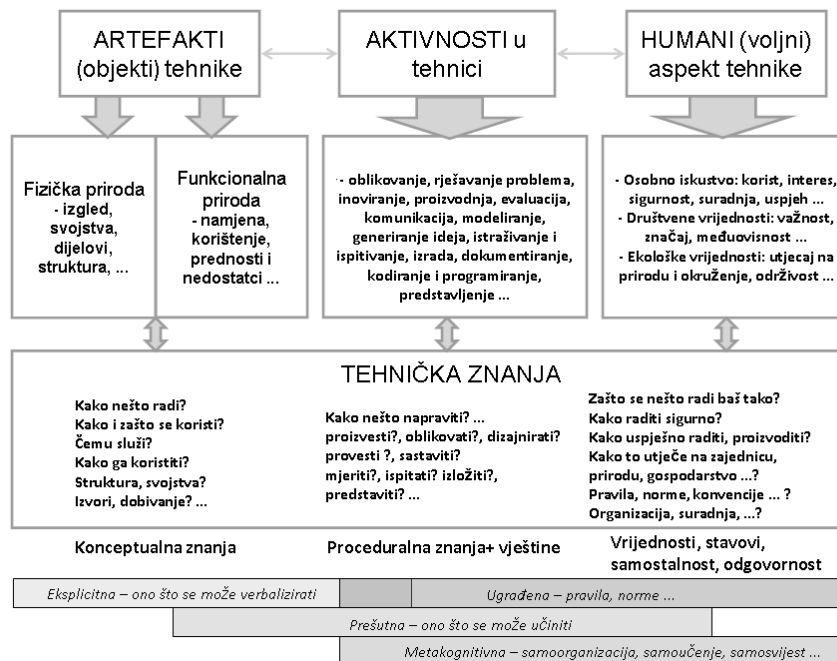 ARTEFAKTI
(objekti) tehnike
AKTIVNOSTI u
tehnici
HUMANI (voljni)
aspekt tehnike
Fizička priroda
- izgled,
svojstva,
dijelovi,
struktura, ...
Funkcionalna
priroda
- namjena,
korištenje,
prednosti i
nedostatci ...
- oblikovanje, rješavanje problema,
inoviranje, proizvodnja, evaluacija,
komunikacija, modeliranje,
generiranje ideja, istraživanje i
ispitivanje, izrada, dokumentiranje,
kodiranje i programiranje,
predstavljenje ...
- Osobno iskustvo: korist, interes,
sigurnost, suradnja, uspjeh ...
- Društvene vrijednosti: važnost,
značaj, međuovisnost ...
- Ekološke vrijednosti: utjecaj na
prirodu i okruženje, održivost ...
TEHNIČKA ZNANJA
Kako nešto radi?
Kako i zašto se koristi?
Čemu služi?
Kako ga koristiti?
Struktura, svojstva?
Izvori, dobivanje? ...
Kako nešto napraviti? ...
proizvesti?, oblikovati?, dizajnirati?
provesti ?, sastaviti?
mjeriti?, ispitati? izložiti?,
predstaviti? ...
Zašto se nešto radi baš tako?
Kako raditi sigurno?
Kako uspješno raditi, proizvoditi?
Kako to utječe na zajednicu,
prirodu, gospodarstvo ...?
Pravila, norme, konvencije ... ?
Organizacija, suradnja, ...?
Konceptualna znanja
Proceduralna znanja+ vještine
Vrijednosti, stavovi,
samostalnost, odgovornost
Eksplicitna – ono što se može verbalizirati
Ugrađena – pravila, norme ...
Prešutna – ono što se može učiniti
Metakognitivna – samoorganizacija, samoučenje, samosvijest ...